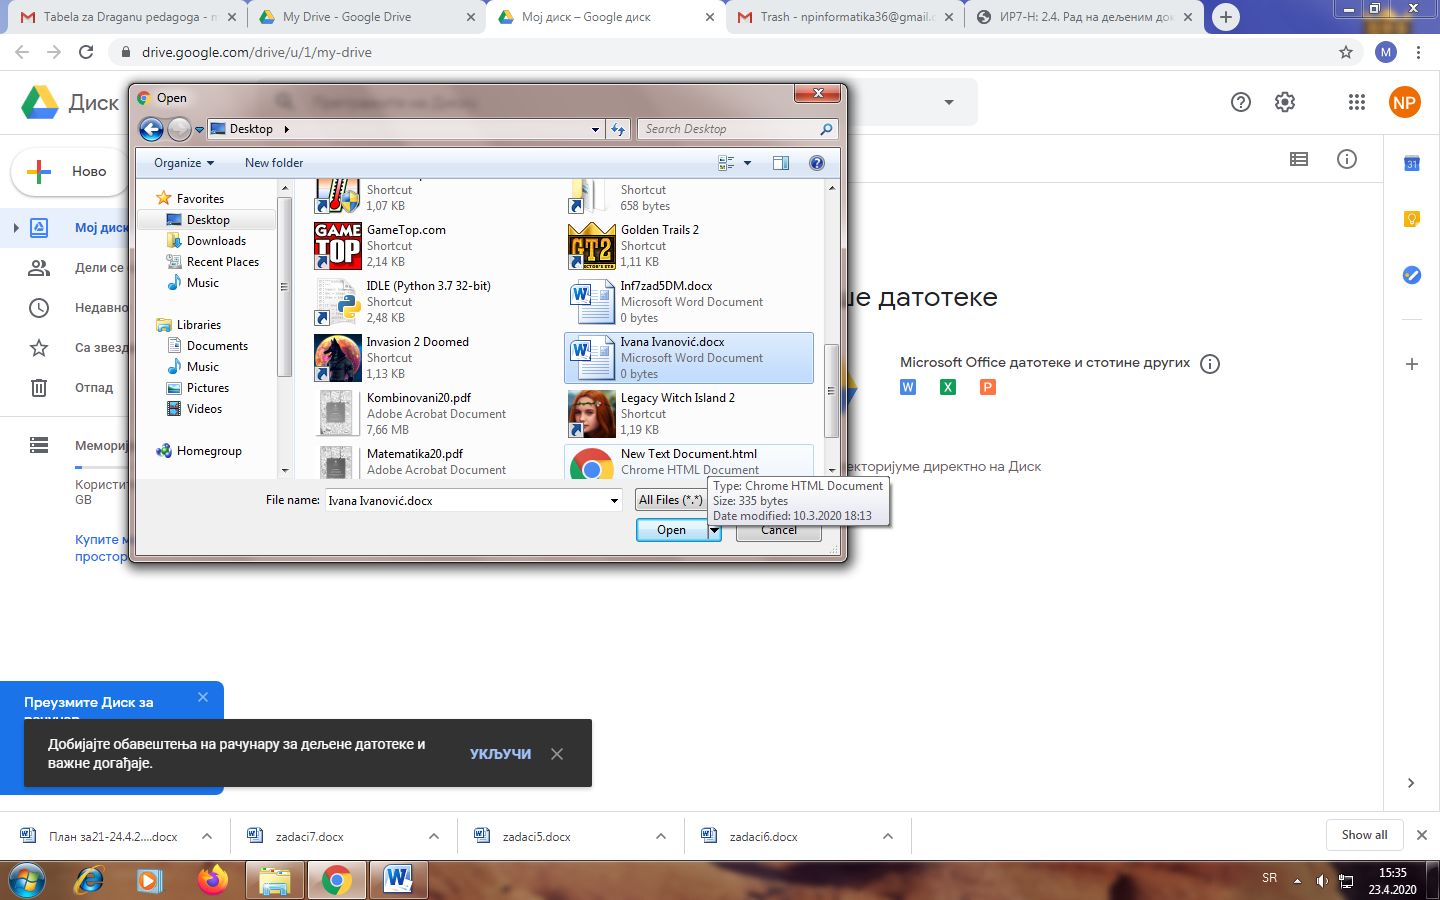 Tabela za Draganu pedagoga - m
My Drive - Google Drive
Мој диск – Google диск
Trash - npinformatika36@gmail.c
ИР7-Н: 2.4. Рад на дељеним док
drive.google.com/drive/u/1/my-drive
M
Диск
NP
Open
Desktop
Search Desktop
Organize
New folder
Ново
Мој диск
Дели се
Недавно
Са звезд
Отпад
Меморија
Користит
GB
Купите м
простор
Favorites
Desktop
Downloads
Recent Places
Music
Libraries
Documents
Music
Pictures
Videos
Homegroup
Shortcut
1,07 KB
Shortcut
658 bytes
GAME TOP
GameTop.com
Shortcut
2,14 KB
GT2
Golden Trails 2
Shortcut
1,11 KB
IDLE (Python 3.7 32-bit)
Shortcut
2,48 KB
Inf7zad5DM.docx
Microsoft Word Document
0 bytes
Invasion 2 Doomed
Shortcut
1,13 KB
Ivana Ivanović.docx
Microsoft Word Document
0 bytes
Kombinovani20.pdf
Adobe Acrobat Document
7,66 MB
Legacy Witch Island 2
Shortcut
1,19 KB
Matematika20.pdf
Adobe Acrobat Document
New Text Document.html
Chrome HTML Document
File name:
Ivana Ivanović.docx
All Files (*.*)
Type: Chrome HTML Document
Size: 335 bytes
Date modified: 10.3.2020 18:13
Open
Cancel
ше датотеке
Microsoft Office датотеке и стотине других
W
X
P
31
екторијуме директно на Диск
Преузмите Диск за
рачунар
Добијајте обавештења на рачунару за дељене датотеке и
важне догађаје.
УКЉУЧИ
План за21-24.4.2....docx
zadaci7.docx
zadaci5.docx
zadaci6.docx
Show all
SR
15:35
23.4.2020